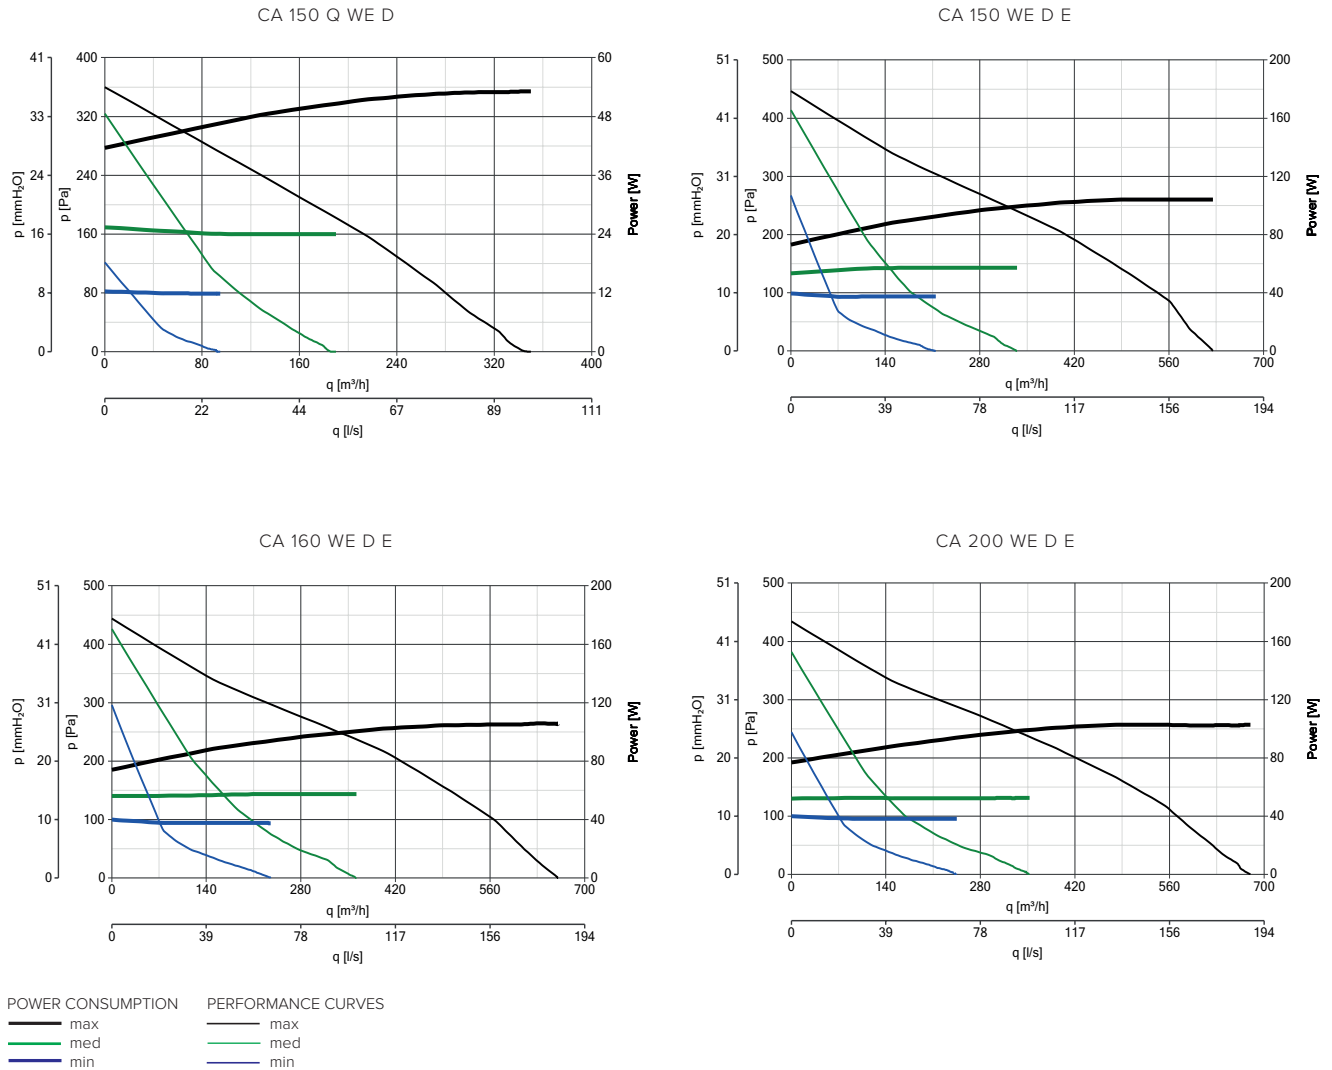 CA 150 Q WE D
41
33
24
16
8
0
p [mmH₂O]
400
320
240
160
80
0
p [Pa]
60
48
36
24
12
0
Power [W]
0 80 160 240 320 400
q [m³/h]
0 22 44 67 89 111
q [l/s]
CA 150 WE D E
51
41
31
20
10
0
p [mmH₂O]
500
400
300
200
100
0
p [Pa]
200
160
120
80
40
0
Power [W]
0 140 280 420 560 700
q [m³/h]
0 39 78 117 156 194
q [l/s]
CA 160 WE D E
51
41
31
20
10
0
p [mmH₂O]
500
400
300
200
100
0
p [Pa]
200
160
120
80
40
0
Power [W]
0 140 280 420 560 700
q [m³/h]
0 39 78 117 156 194
q [l/s]
CA 200 WE D E
51
41
31
20
10
0
p [mmH₂O]
500
400
300
200
100
0
p [Pa]
200
160
120
80
40
0
Power [W]
0 140 280 420 560 700
q [m³/h]
0 39 78 117 156 194
q [l/s]
POWER CONSUMPTION
max
med
min
PERFORMANCE CURVES
max
med
min